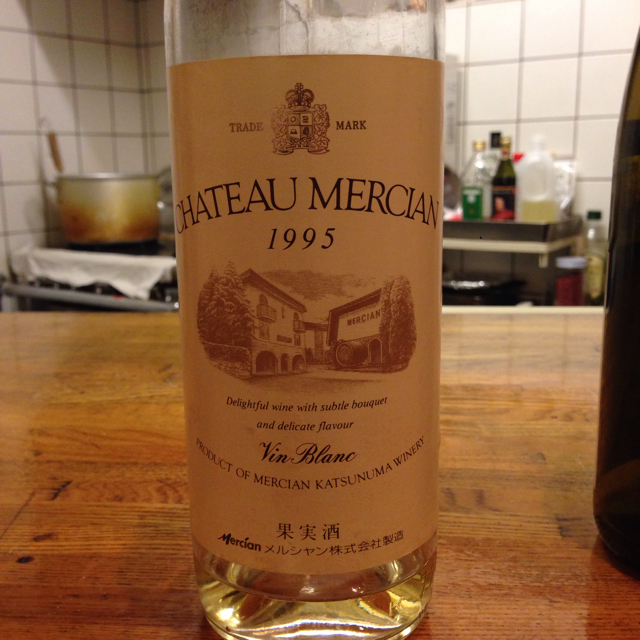 TRADE MARK
CHATEAU MERCIAN
1995
MERCIAN
Delightful wine with subtle bouquet
and delicate flavour
Vin Blanc
PRODUCT OF MERCIAN KATSUNUMA WINERY
果実酒
Mercian メルシャン株式会社製造